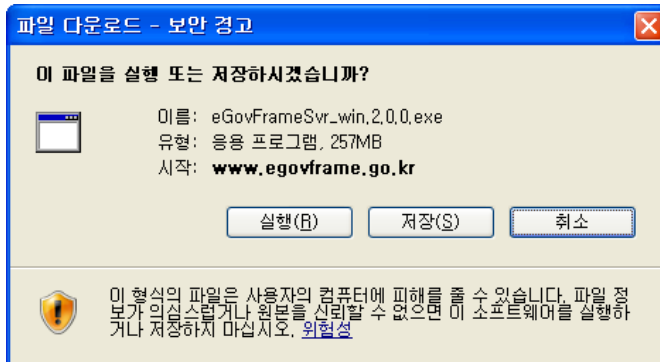 파일 다운로드 - 보안 경고
이 파일을 실행 또는 저장하시겠습니까?
이름: eGovFrameSvr_win.2.0.0.exe
유형: 응용 프로그램, 257MB
시작: www.egovframe.go.kr
실행(R) 저장(S) 취소
이 형식의 파일은 사용자의 컴퓨터에 피해를 줄 수 있습니다. 파일 정
보가 의심스럽거나 원본을 신뢰할 수 없으면 이 소프트웨어를 실행하
거나 저장하지 마십시오. 위험성